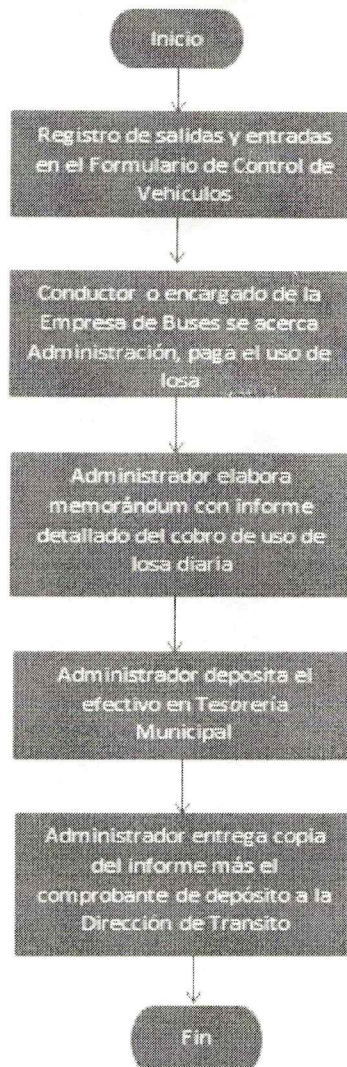 Inicio
Registro de salidas y entradas
en el Formulario de Control de
Vehículos
Conductor o encargado de la
Empresa de Buses se acerca
Administración, paga el uso de
losa
Administrador elabora
memorándum con informe
detallado del cobro de uso de
losa diaria
Administrador deposita el
efectivo en Tesorería
Municipal
Administrador entrega copia
del informe más el
comprobante de depósito a la
Dirección de Transito
Fin